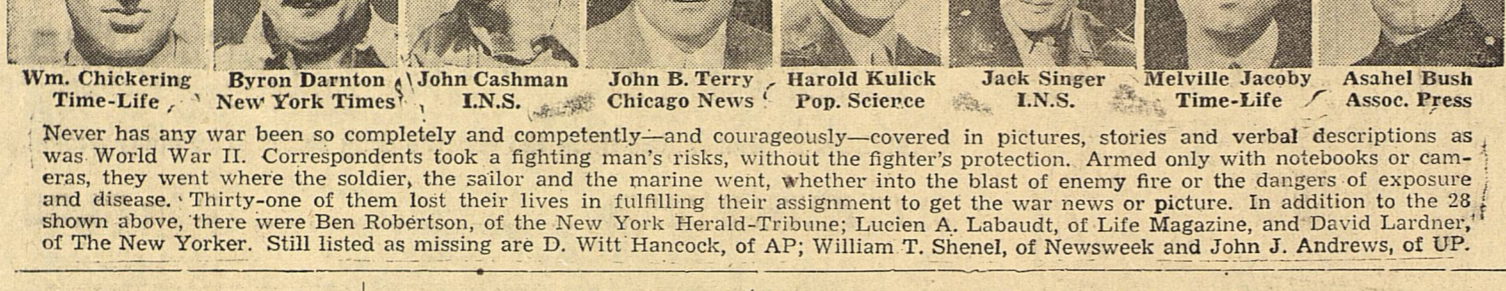 Wm. Chickering Byron Darnton John Cashman John B. Terry Harold Kulick Jack Singer Melville Jacoby Asahel Bush
Time-Life New York Times I.N.S. Chicago News Pop. Science I.N.S. Time-Life Assoc. Press
Never has any war been so completely and competently—and courageously—covered in pictures, stories and verbal descriptions as
was World War II. Correspondents took a fighting man's risks, without the fighter's protection. Armed only with notebooks or cam-
eras, they went where the soldier, the sailor and the marine went, whether into the blast of enemy fire or the dangers of exposure
and disease. Thirty-one of them lost their lives in fulfilling their assignment to get the war news or picture. In addition to the 28
shown above, there were Ben Robertson, of the New York Herald-Tribune; Lucien A. Labaudt, of Life Magazine, and David Lardner,
of The New Yorker. Still listed as missing are D. Witt Hancock, of AP; William T. Shenel, of Newsweek and John J. Andrews, of UP.